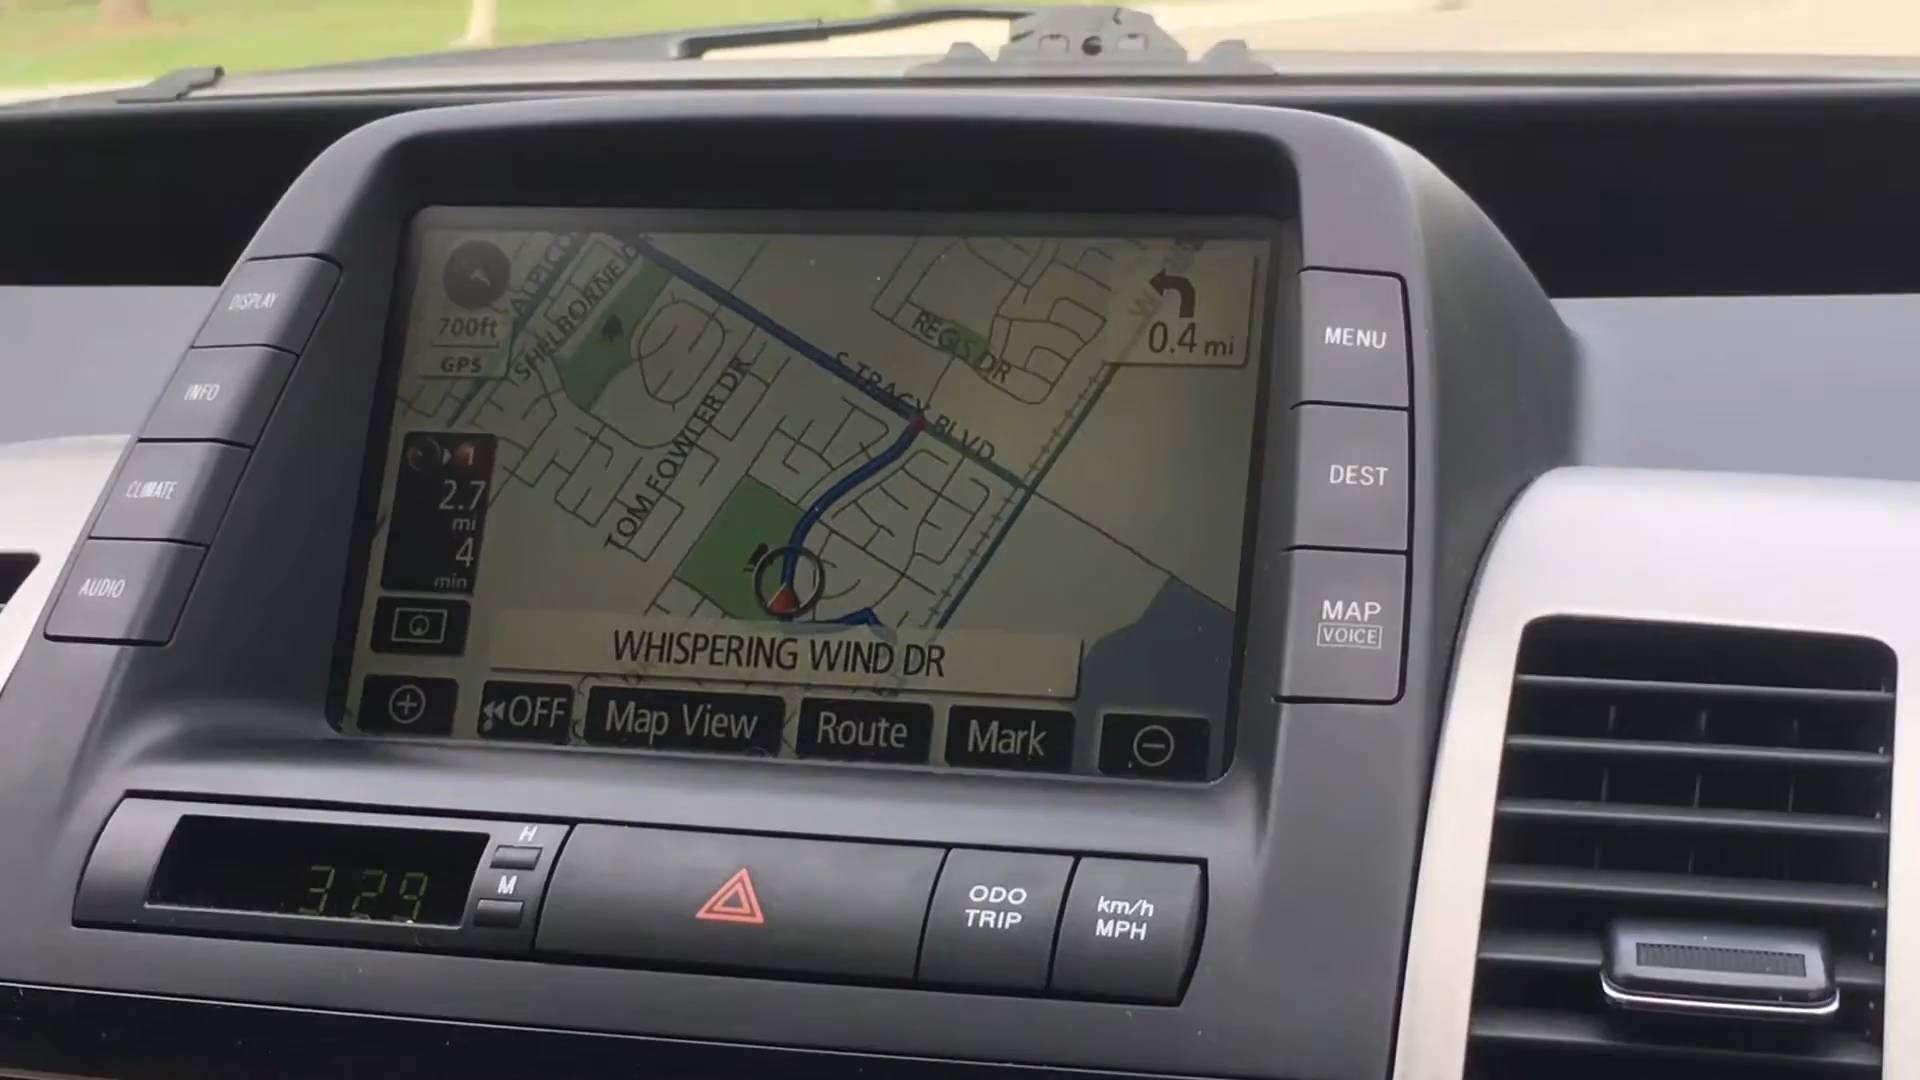 DISPLAY
INFO
CLIMATE
AUDIO
700ft
GPS
SHELBORNE
TOM FOWLER DR
REGIS DR
S TRACY BLVD
0.4 mi
2.7
mi
4
min
WHISPERING WIND DR
OFF
Map View
Route
Mark
MENU
DEST
MAP
VOICE
3 29
H
M
ODO
TRIP
km/h
MPH